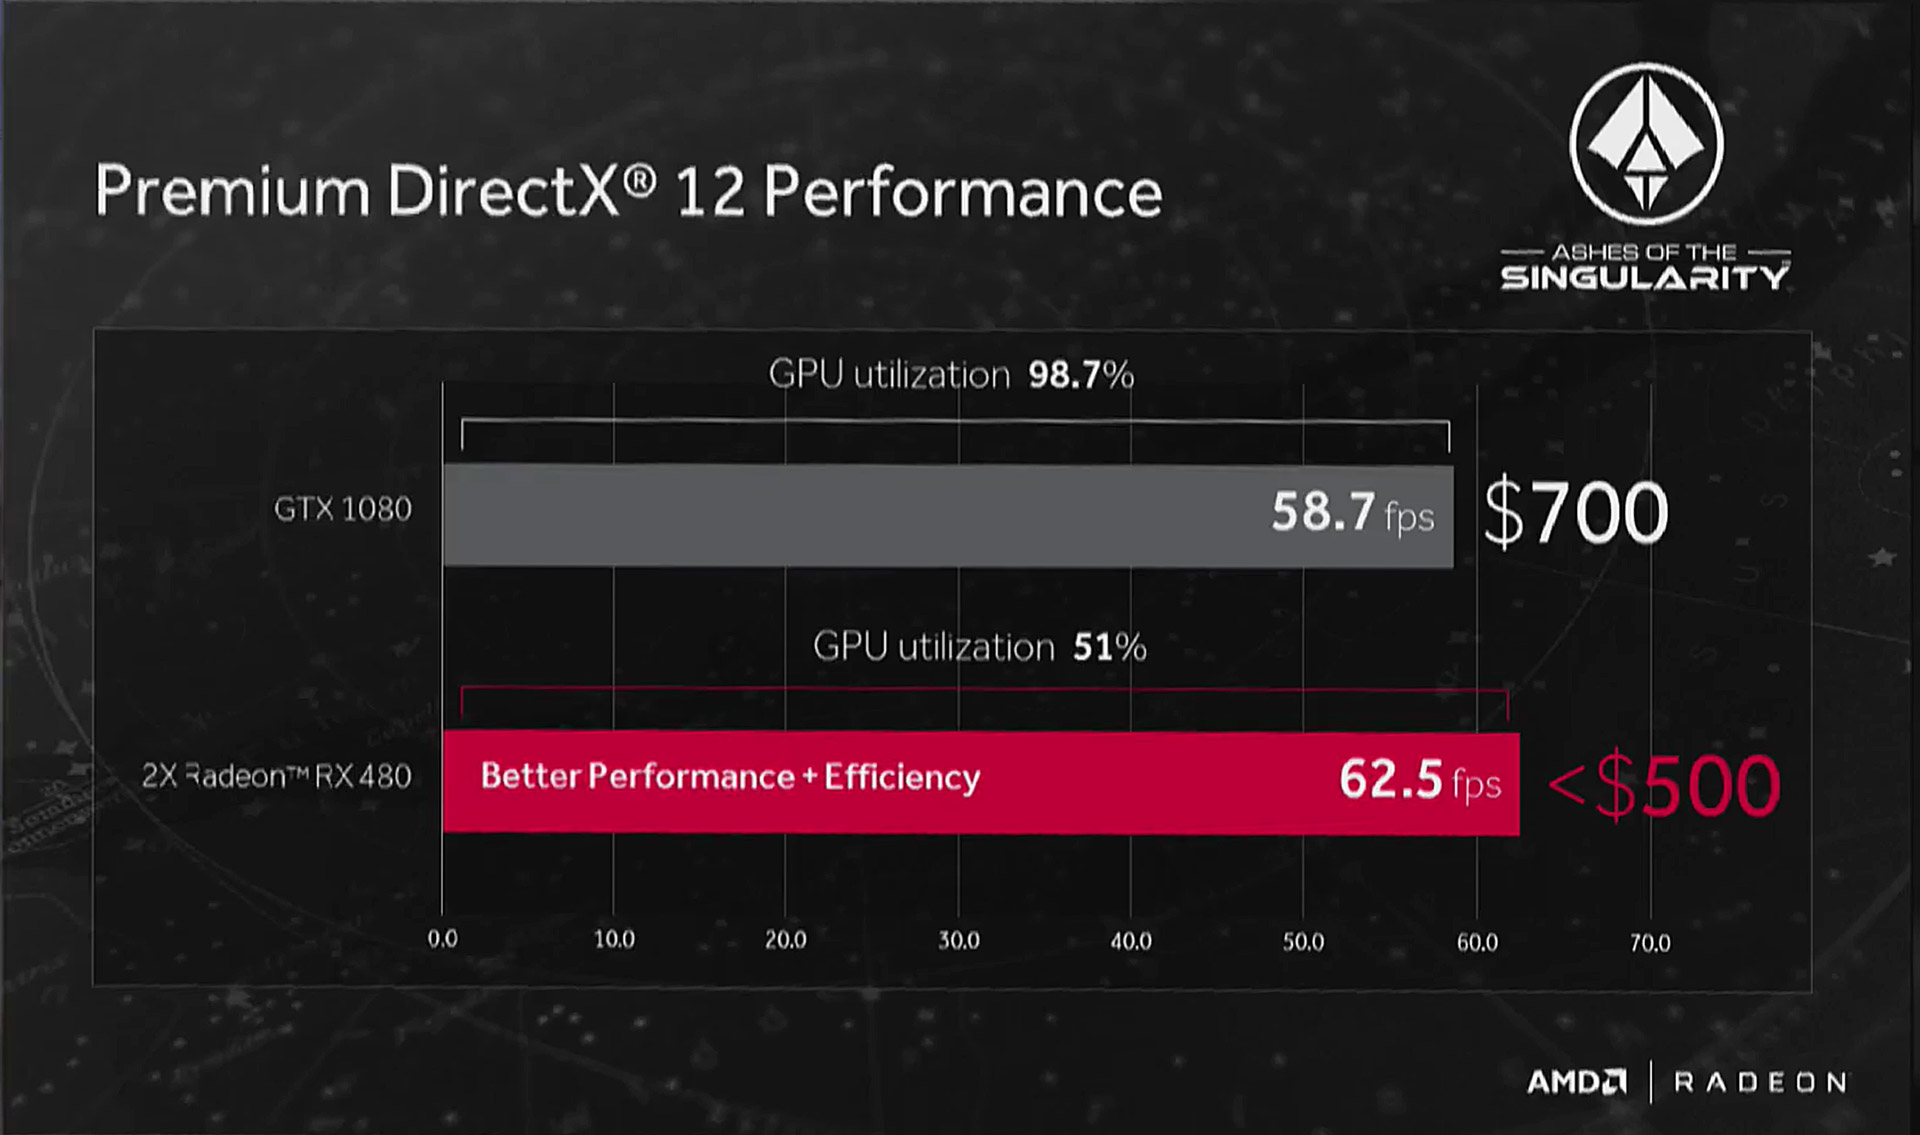 Premium DirectX® 12 Performance
ASHES OF THE
SINGULARITY
GPU utilization 98.7%
GTX 1080
58.7 fps
$700
GPU utilization 51%
2X Radeon™ RX 480
Better Performance + Efficiency
62.5 fps
<$500
0.0 10.0 20.0 30.0 40.0 50.0 60.0 70.0
AMD RADEON